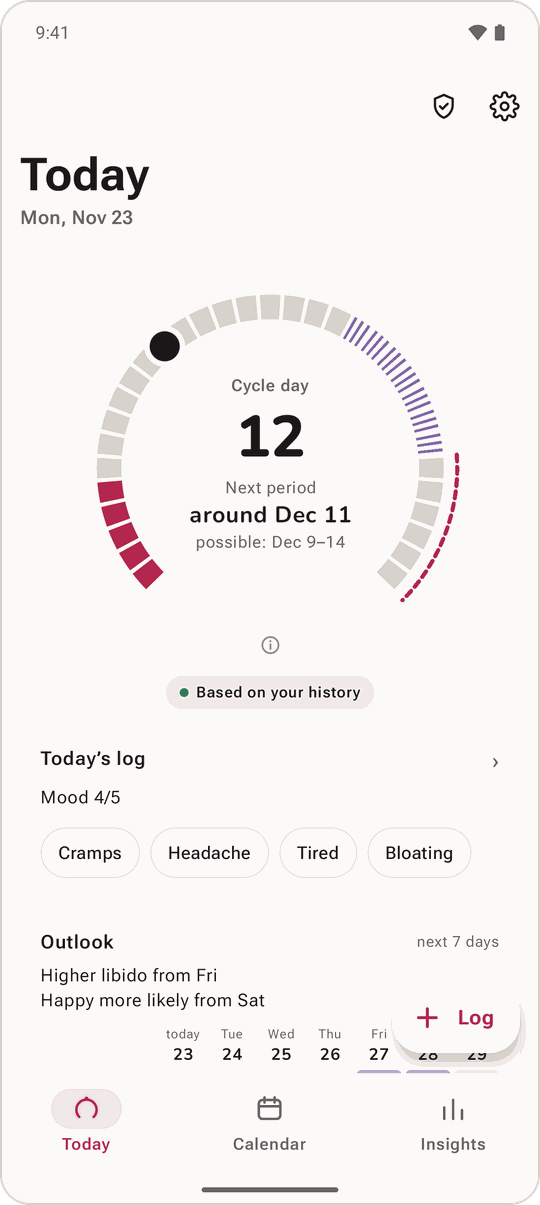 9:41
Today
Mon, Nov 23
Cycle day
12
Next period
around Dec 11
possible: Dec 9–14
Based on your history
Today’s log
›
Mood 4/5
Cramps Headache Tired Bloating
Outlook next 7 days
Higher libido from Fri
Happy more likely from Sat
+ Log
today Tue Wed Thu Fri
23 24 25 26 27 28 29
Today Calendar Insights